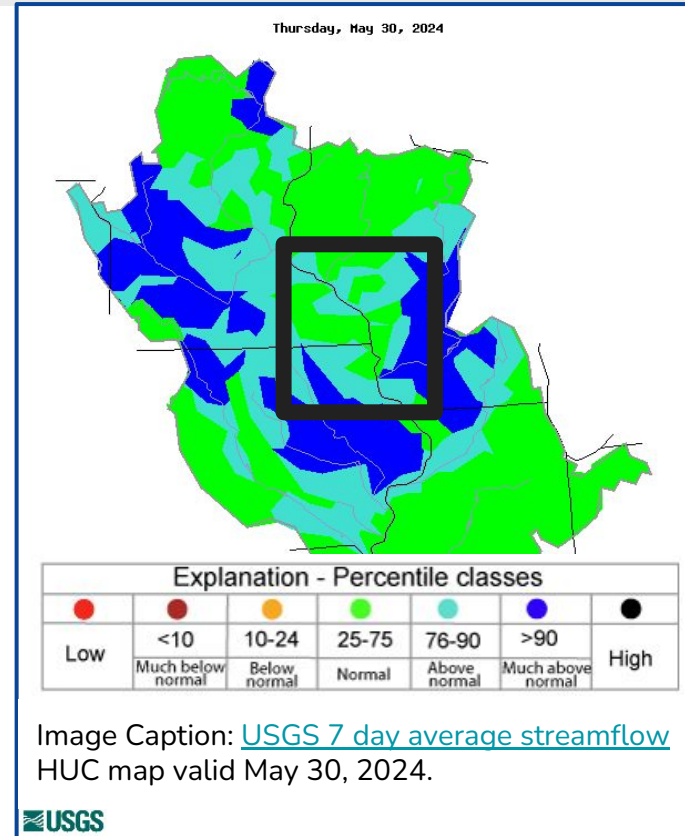 Thursday, May 30, 2024
Explanation - Percentile classes
Low
<10
10-24
25-75
76-90
>90
High
Much below normal
Below normal
Normal
Above normal
Much above normal
Image Caption: USGS 7 day average streamflow
HUC map valid May 30, 2024.
USGS